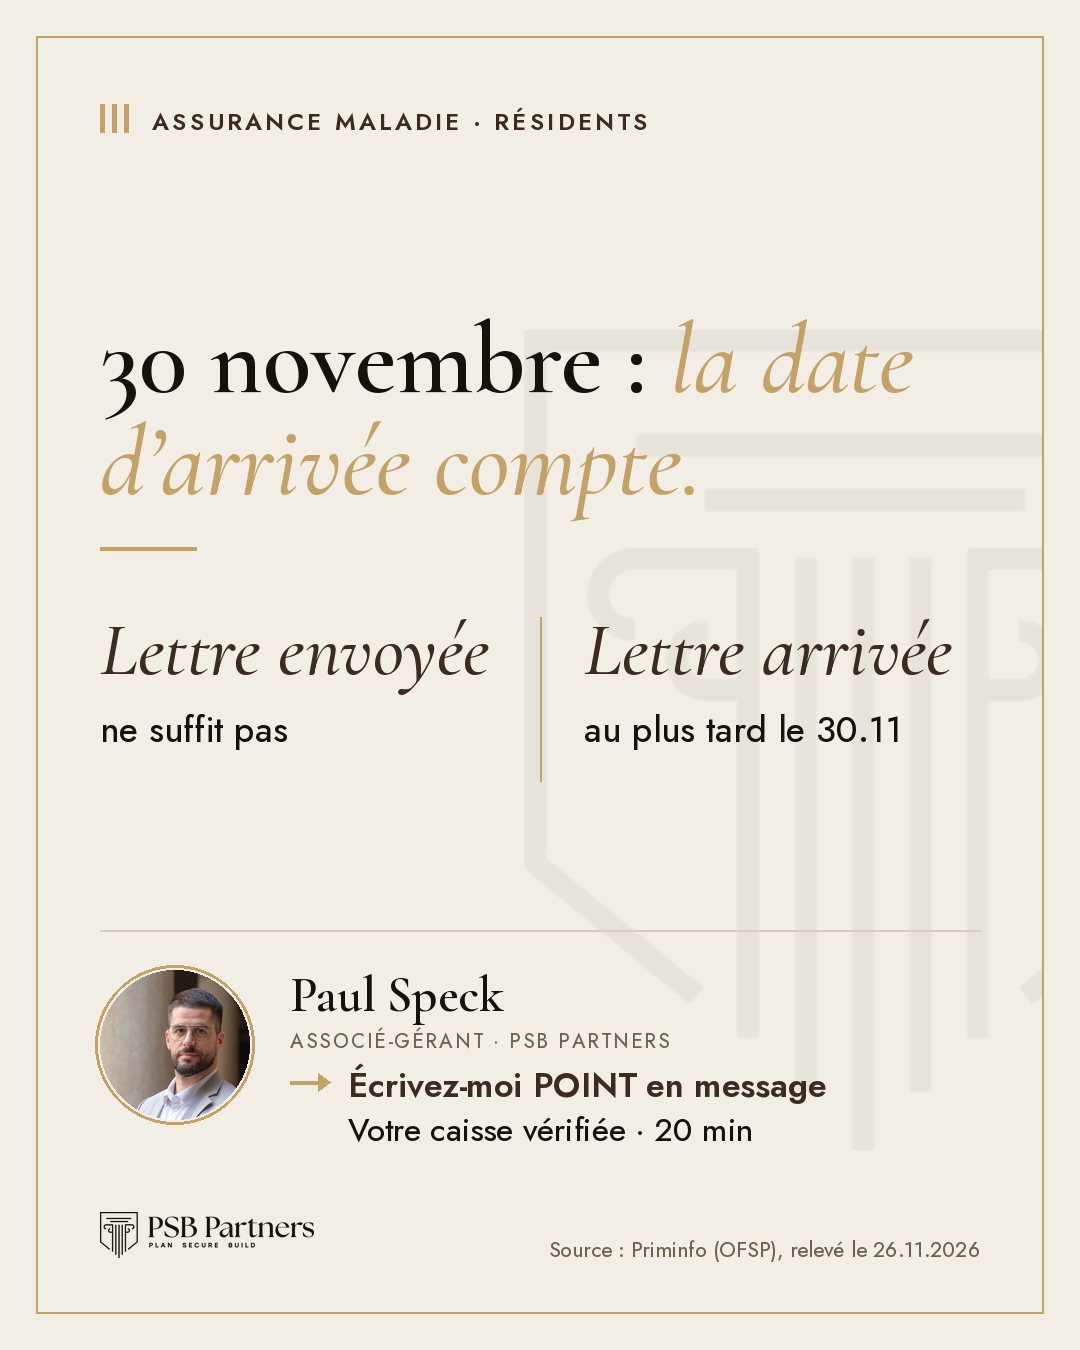 ASSURANCE MALADIE · RÉSIDENTS
30 novembre : la date
d’arrivée compte.
Lettre envoyée
ne suffit pas
Lettre arrivée
au plus tard le 30.11
Paul Speck
ASSOCIÉ-GÉRANT · PSB PARTNERS
Écrivez-moi POINT en message
Votre caisse vérifiée · 20 min
PSB Partners
PLAN SECURE BUILD
Source : Priminfo (OFSP), relevé le 26.11.2026